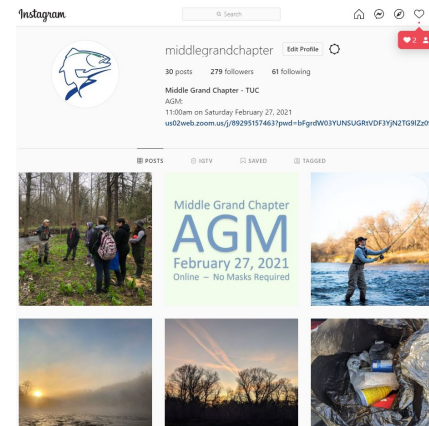 Instagram
Search
middlegrandchapter Edit Profile
2
30 posts 279 followers 61 following
Middle Grand Chapter - TUC
AGM:
11:00am on Saturday February 27, 2021
POSTS IGTV SAVED TAGGED
Middle Grand Chapter
AGM
February 27, 2021
Online – No Masks Required